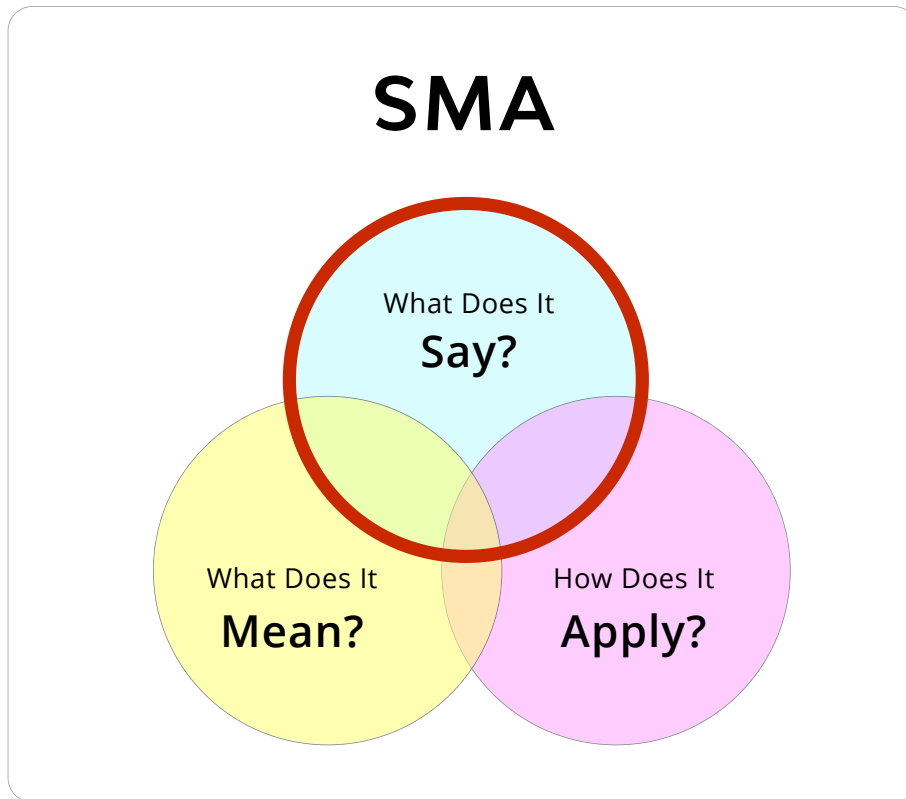 SMA
What Does It
Say?
What Does It
Mean?
How Does It
Apply?